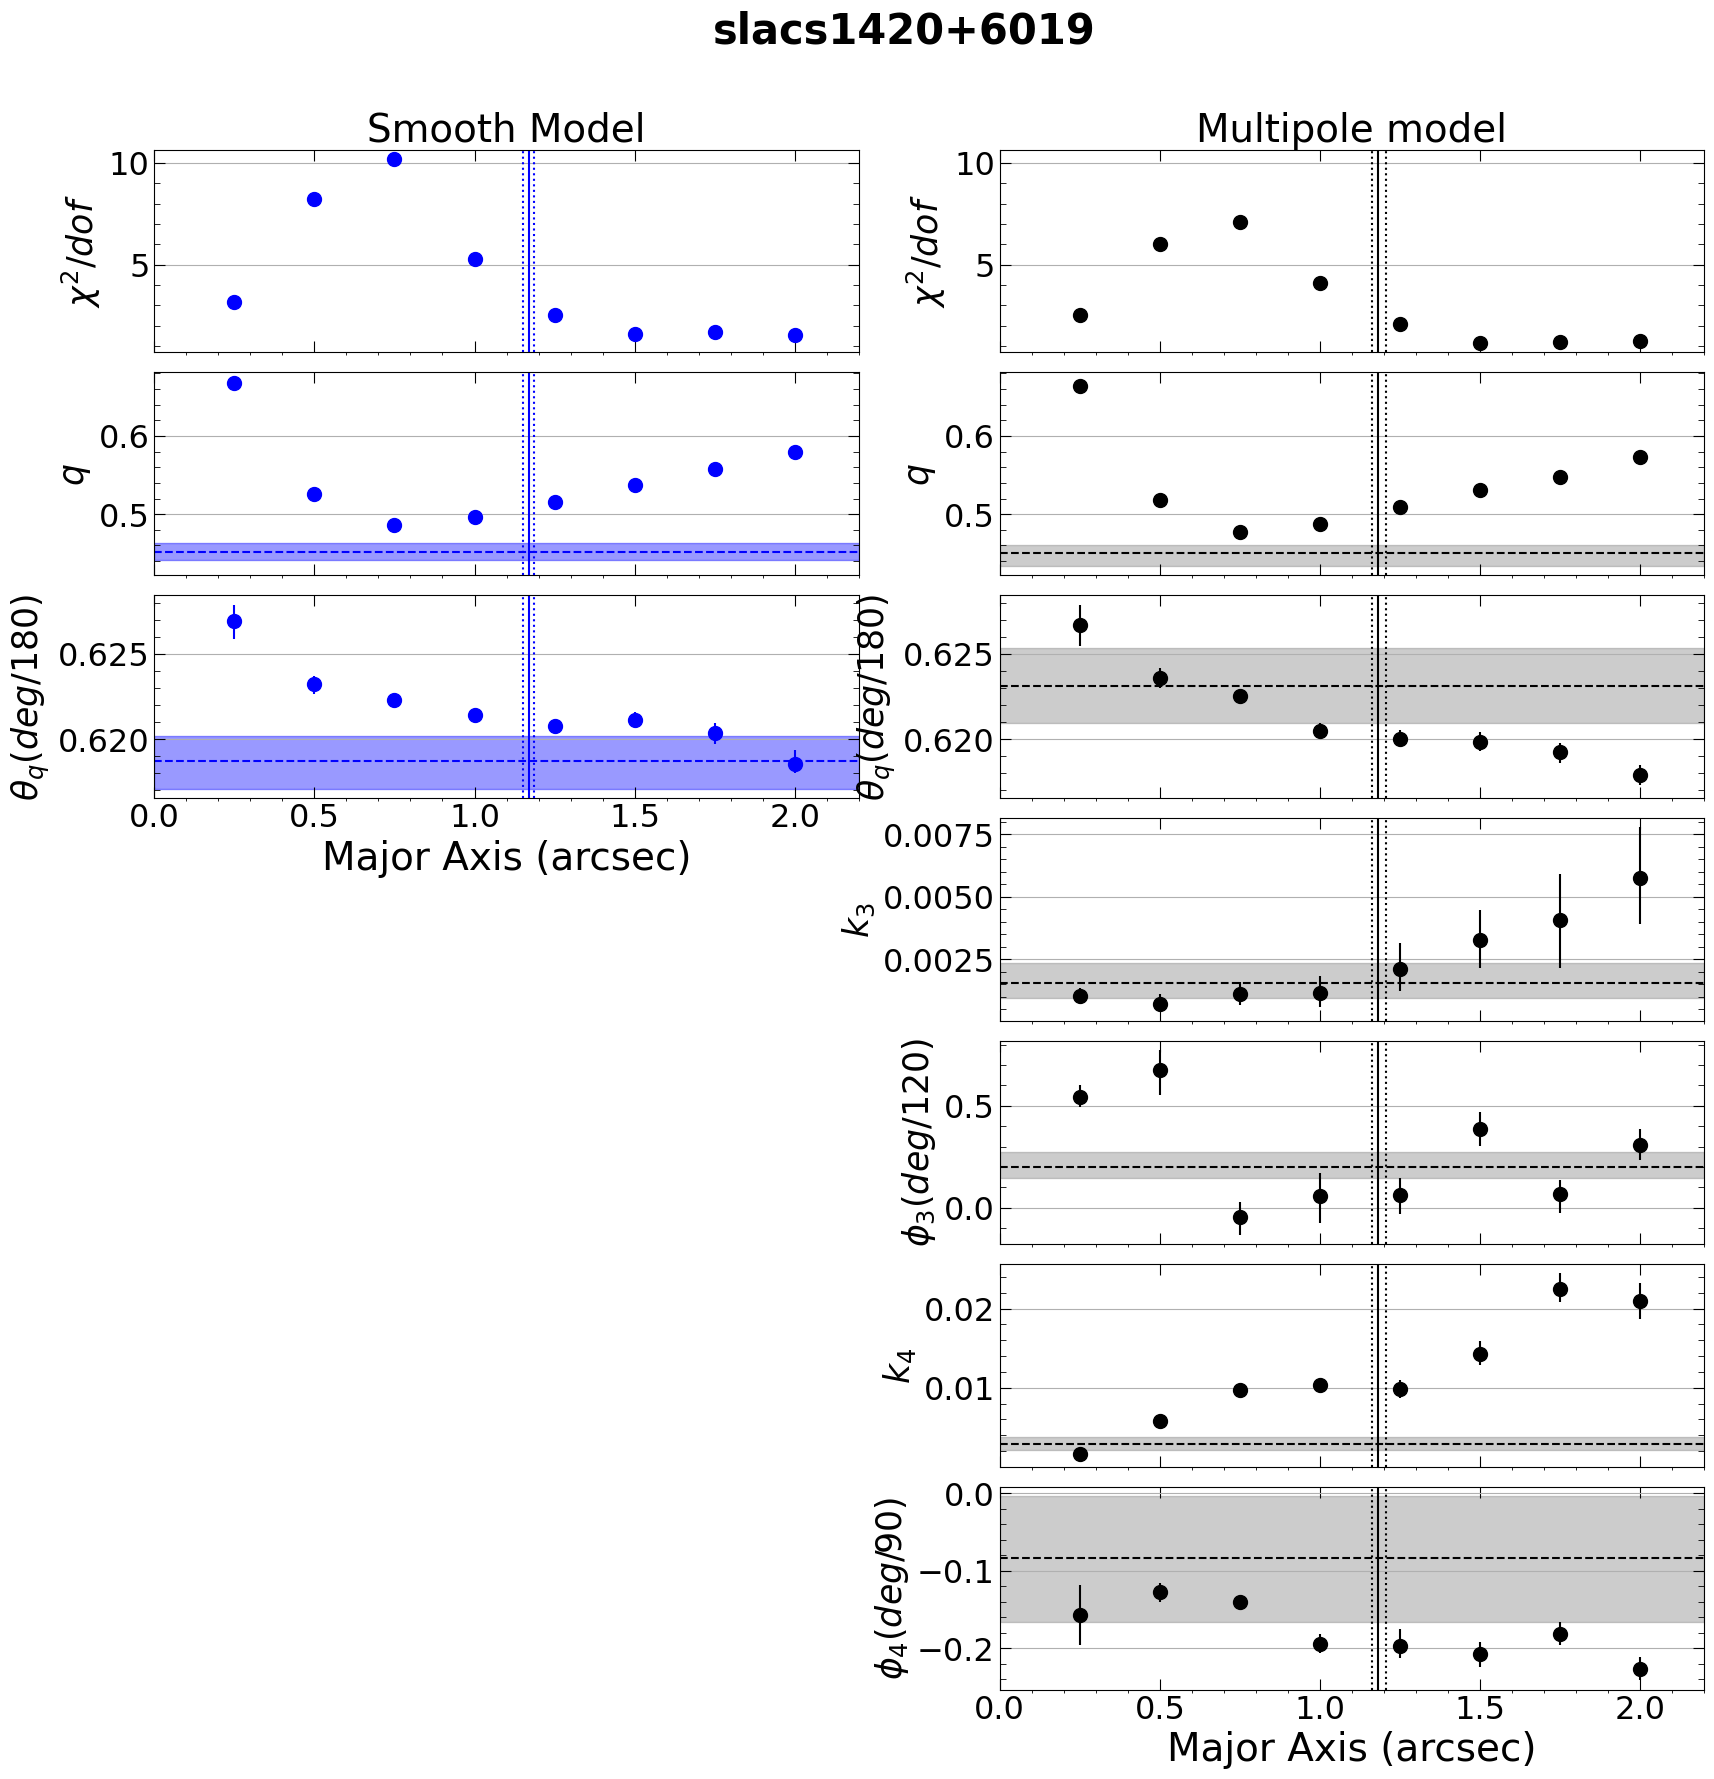 slacs1420+6019
Smooth Model
10
5
χ²/dof
0.6
0.5
q
0.625
0.620
θ_q(deg/180)
0.0 0.5 1.0 1.5 2.0
Major Axis (arcsec)
Multipole model
10
5
χ²/dof
0.6
0.5
q
0.625
0.620
θ_q(deg/180)
0.0075
0.0050
0.0025
k₃
0.5
0.0
ϕ₃(deg/120)
0.02
0.01
k₄
0.0
−0.1
−0.2
ϕ₄(deg/90)
0.0 0.5 1.0 1.5 2.0
Major Axis (arcsec)